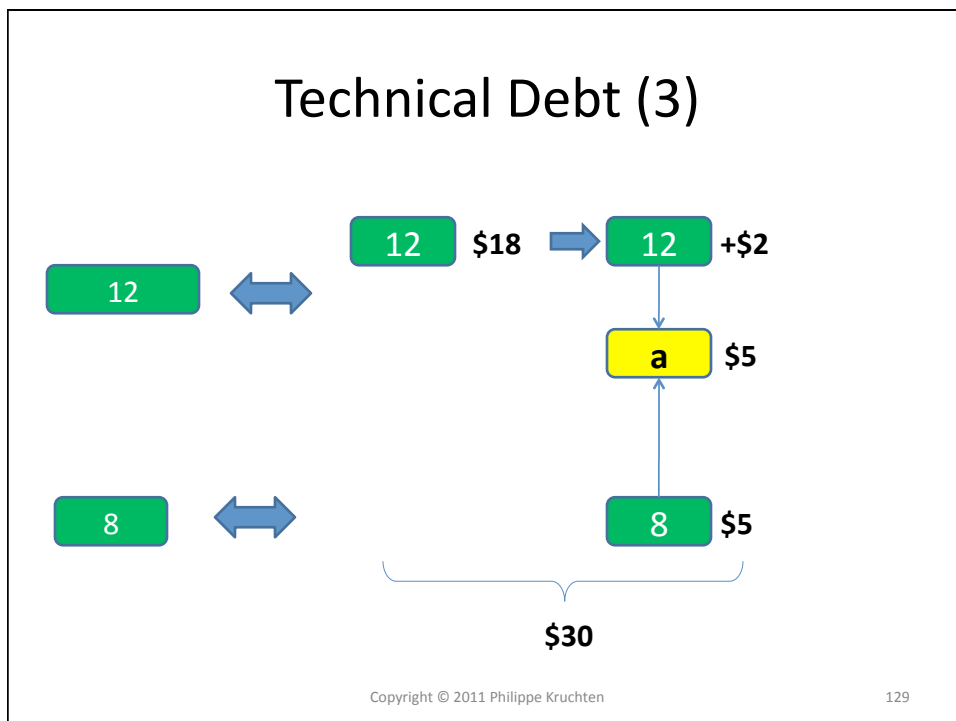 Technical Debt (3)
12 $18 12 +$2
12
a $5
8 8 $5
$30
Copyright © 2011 Philippe Kruchten 129